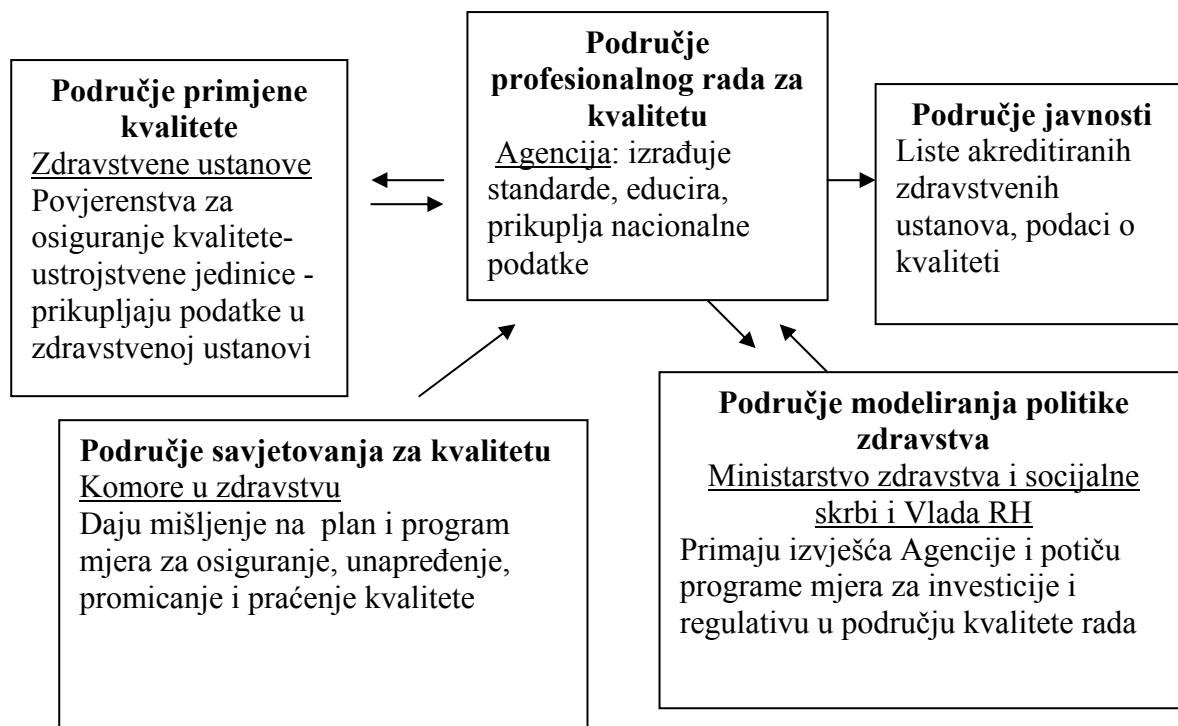 Područje primjene
kvalitete
Zdravstvene ustanove
Povjerenstva za
osiguranje kvalitete-
ustrojstvene jedinice -
prikupljaju podatke u
zdravstvenoj ustanovi
Područje
profesionalnog rada za
kvalitetu
Agencija: izrađuje
standarde, educira,
prikuplja nacionalne
podatke
Područje javnosti
Liste akreditiranih
zdravstvenih
ustanova, podaci o
kvaliteti
Područje savjetovanja za kvalitetu
Komore u zdravstvu
Daju mišljenje na plan i program
mjera za osiguranje, unapređenje,
promicanje i praćenje kvalitete
Područje modeliranja politike
zdravstva
Ministarstvo zdravstva i socijalne
skrbi i Vlada RH
Primaju izvješća Agencije i potiču
programe mjera za investicije i
regulativu u području kvalitete rada